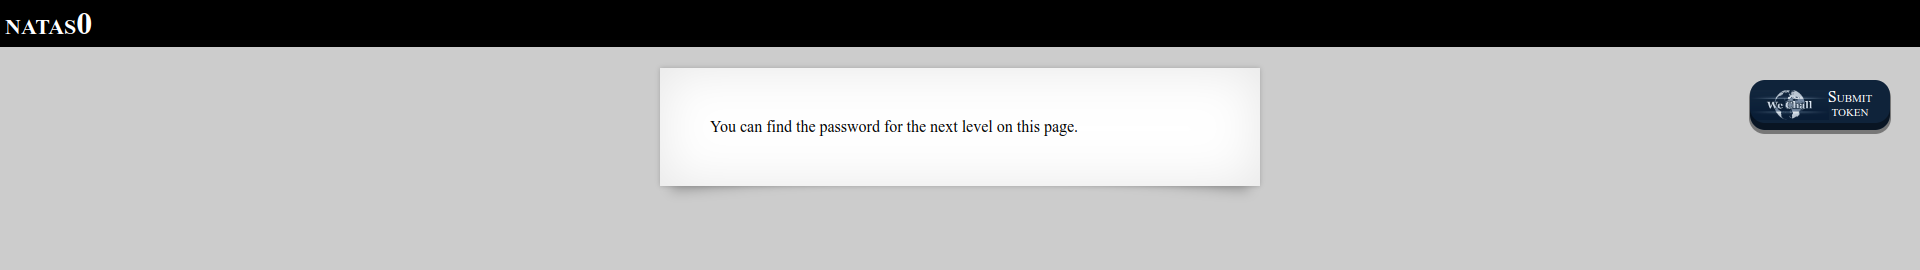 NATAS0
You can find the password for the next level on this page.
We Chall
SUBMIT
TOKEN